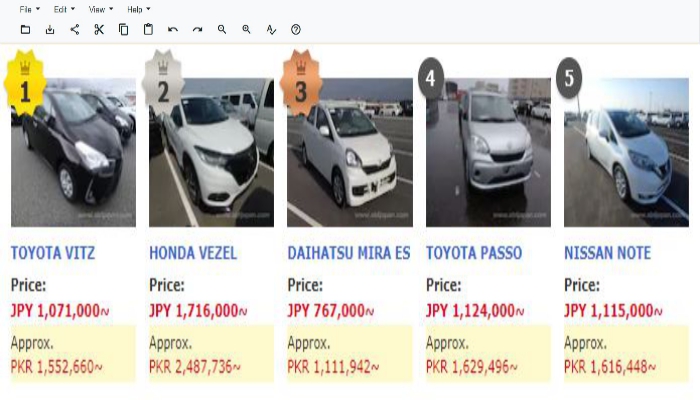 File Edit View Help
1 2 3 4 5
TOYOTA VITZ
Price:
JPY 1,071,000~
Approx.
PKR 1,552,660~
HONDA VEZEL
Price:
JPY 1,716,000~
Approx.
PKR 2,487,736~
DAIHATSU MIRA ES
Price:
JPY 767,000~
Approx.
PKR 1,111,942~
TOYOTA PASSO
Price:
JPY 1,124,000~
Approx.
PKR 1,629,496~
NISSAN NOTE
Price:
JPY 1,115,000~
Approx.
PKR 1,616,448~